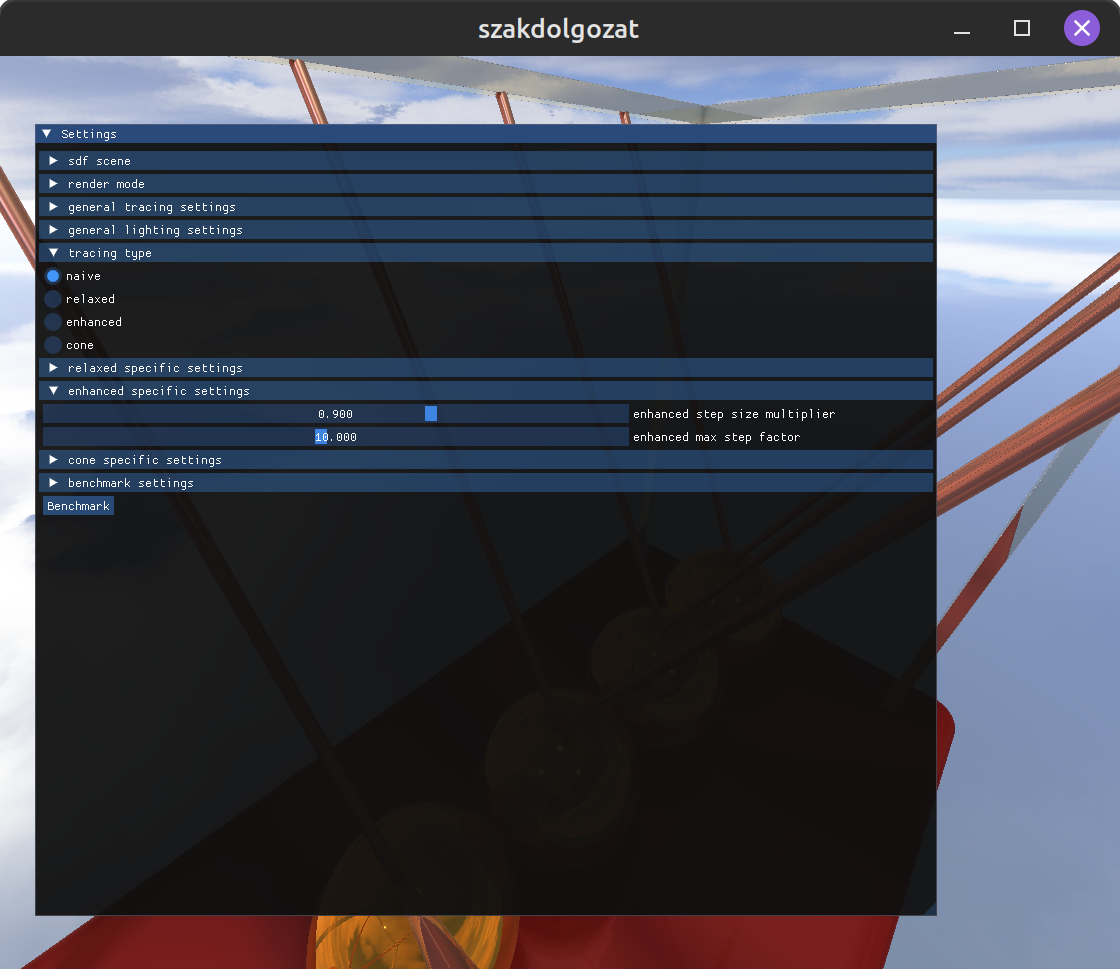 szakdolgozat
Settings
sdf scene
render mode
general tracing settings
general lighting settings
tracing type
naive
relaxed
enhanced
cone
relaxed specific settings
enhanced specific settings
0.900 enhanced step size multiplier
10.000 enhanced max step factor
cone specific settings
benchmark settings
Benchmark